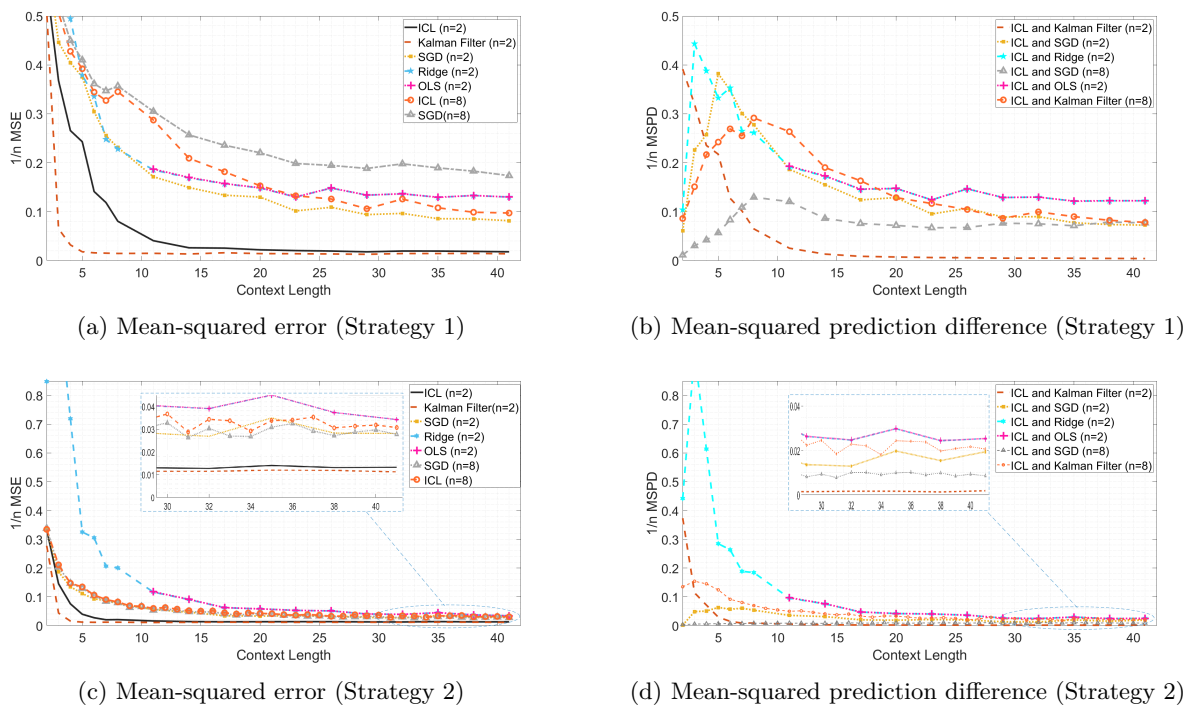 0.5
0.4
0.3
0.2
0.1
0
1/n MSE
5 10 15 20 25 30 35 40
Context Length
ICL (n=2)
Kalman Filter (n=2)
SGD (n=2)
Ridge (n=2)
OLS (n=2)
ICL (n=8)
SGD(n=8)
(a) Mean-squared error (Strategy 1)
0.5
0.4
0.3
0.2
0.1
0
1/n MSPD
5 10 15 20 25 30 35 40
Context Length
ICL and Kalman Filter (n=2)
ICL and SGD (n=2)
ICL and Ridge (n=2)
ICL and SGD (n=8)
ICL and OLS (n=2)
ICL and Kalman Filter (n=8)
(b) Mean-squared prediction difference (Strategy 1)
0.8
0.7
0.6
0.5
0.4
0.3
0.2
0.1
0
1/n MSE
5 10 15 20 25 30 35 40
Context Length
0.04
0.03
0.02
0.01
0
30 32 34 36 38 40
ICL (n=2)
Kalman Filter(n=2)
SGD (n=2)
Ridge (n=2)
OLS (n=2)
SGD (n=8)
ICL (n=8)
(c) Mean-squared error (Strategy 2)
0.8
0.7
0.6
0.5
0.4
0.3
0.2
0.1
0
1/n MSPD
5 10 15 20 25 30 35 40
Context Length
0.04
0.02
0
30 32 34 36 38 40
ICL and Kalman Filter (n=2)
ICL and SGD (n=2)
ICL and Ridge (n=2)
ICL and OLS (n=2)
ICL and SGD (n=8)
ICL and Kalman Filter (n=8)
(d) Mean-squared prediction difference (Strategy 2)